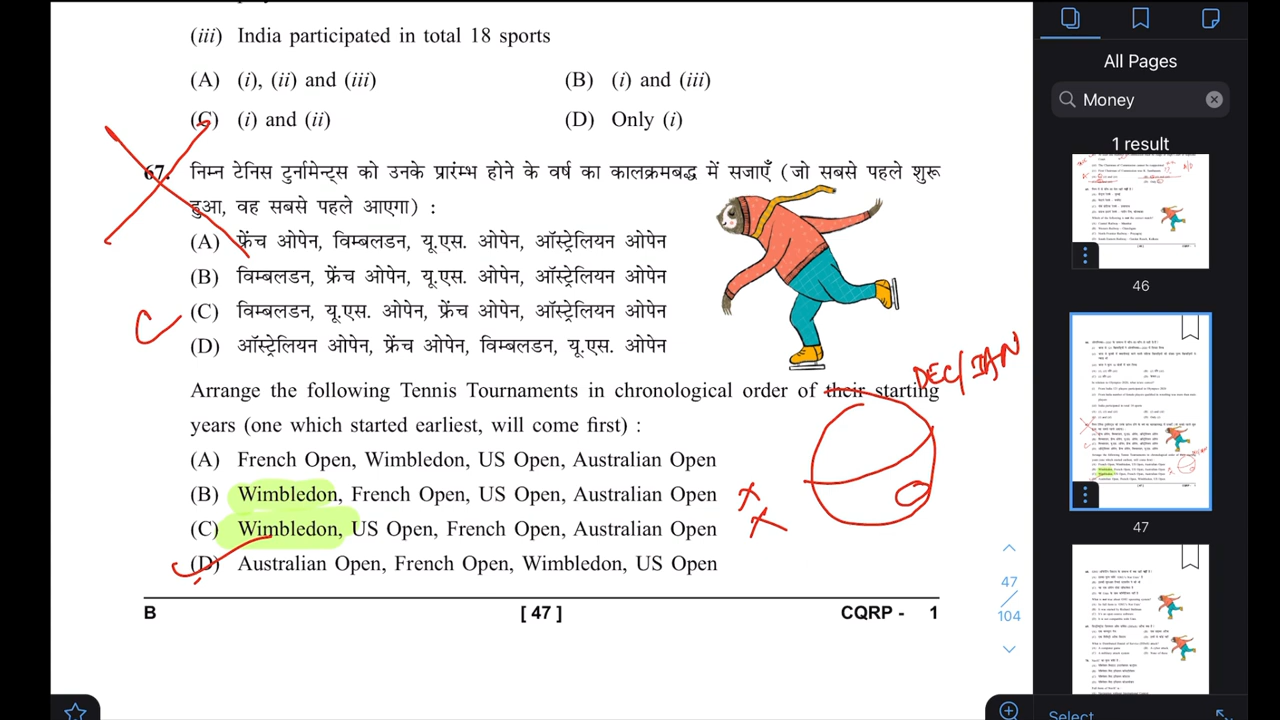 (iii) India participated in total 18 sports
(A) (i), (ii) and (iii) (B) (i) and (iii)
(C) (i) and (ii) (D) Only (i)
67. निम्न टेनिस टुर्नामेन्ट्स को उनके आरम्भ होने के वर्ष का कालक्रमबद्ध में सजाएँ (जो सबसे पहले शुरू
हुआ, वह सबसे पहले आएगा) :
(A) फ्रेंच ओपेन, विम्बलडन, यू.एस. ओपेन, ऑस्ट्रेलियन ओपेन
(B) विम्बलडन, फ्रेंच ओपेन, यू.एस. ओपेन, ऑस्ट्रेलियन ओपेन
C (C) विम्बलडन, यू.एस. ओपेन, फ्रेंच ओपेन, ऑस्ट्रेलियन ओपेन
(D) ऑस्ट्रेलियन ओपेन, फ्रेंच ओपेन, विम्बलडन, यू.एस. ओपेन
DEC/JAN
Arrange the following Tennis Tournaments in chronological order of their starting
years (one which started earliest, will come first) :
(A) French Open, Wimbledon, US Open, Australian Open
(B) Wimbledon, French Open, US Open, Australian Open
(C) Wimbledon, US Open, French Open, Australian Open
(D) Australian Open, French Open, Wimbledon, US Open
B [ 47 ] CQRP - 1
47
104
All Pages
Money
1 result
46
47
Select